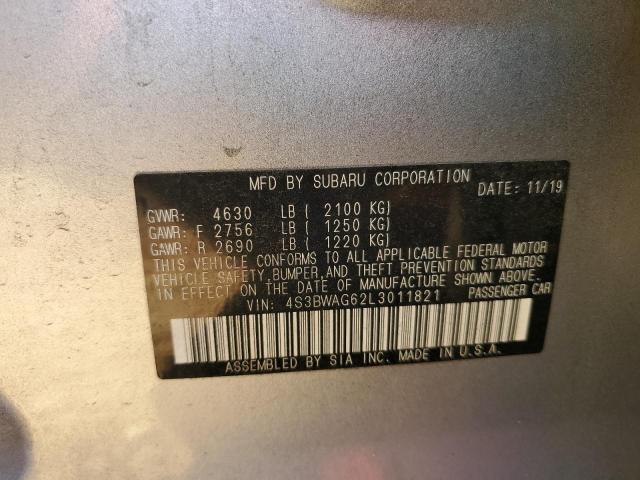 MFD BY SUBARU CORPORATION
DATE: 11/19
GVWR: 4630 LB ( 2100 KG)
GAWR: F 2756 LB ( 1250 KG)
GAWR: R 2690 LB ( 1220 KG)
THIS VEHICLE CONFORMS TO ALL APPLICABLE FEDERAL MOTOR
VEHICLE SAFETY, BUMPER, AND THEFT PREVENTION STANDARDS
IN EFFECT ON THE DATE OF MANUFACTURE SHOWN ABOVE.
VIN: 4S3BWAG62L3011821 PASSENGER CAR
ASSEMBLED BY SIA INC. MADE IN U.S.A.